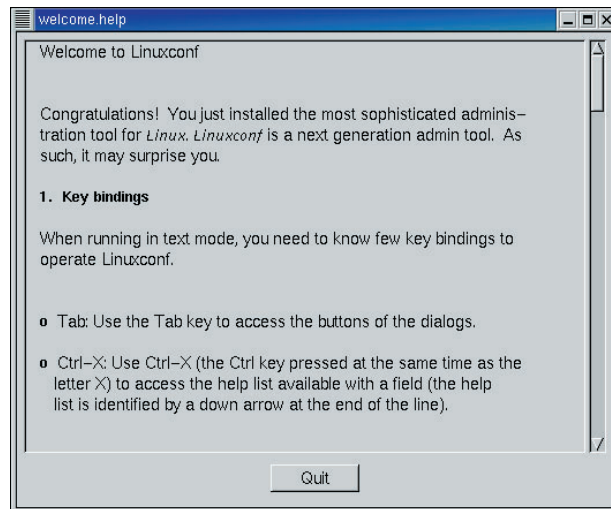 welcome.help
Welcome to Linuxconf
Congratulations! You just installed the most sophisticated adminis–
tration tool for Linux. Linuxconf is a next generation admin tool. As
such, it may surprise you.
1. Key bindings
When running in text mode, you need to know few key bindings to
operate Linuxconf.
o Tab: Use the Tab key to access the buttons of the dialogs.
o Ctrl–X: Use Ctrl–X (the Ctrl key pressed at the same time as the
letter X) to access the help list available with a field (the help
list is identified by a down arrow at the end of the line).
Quit